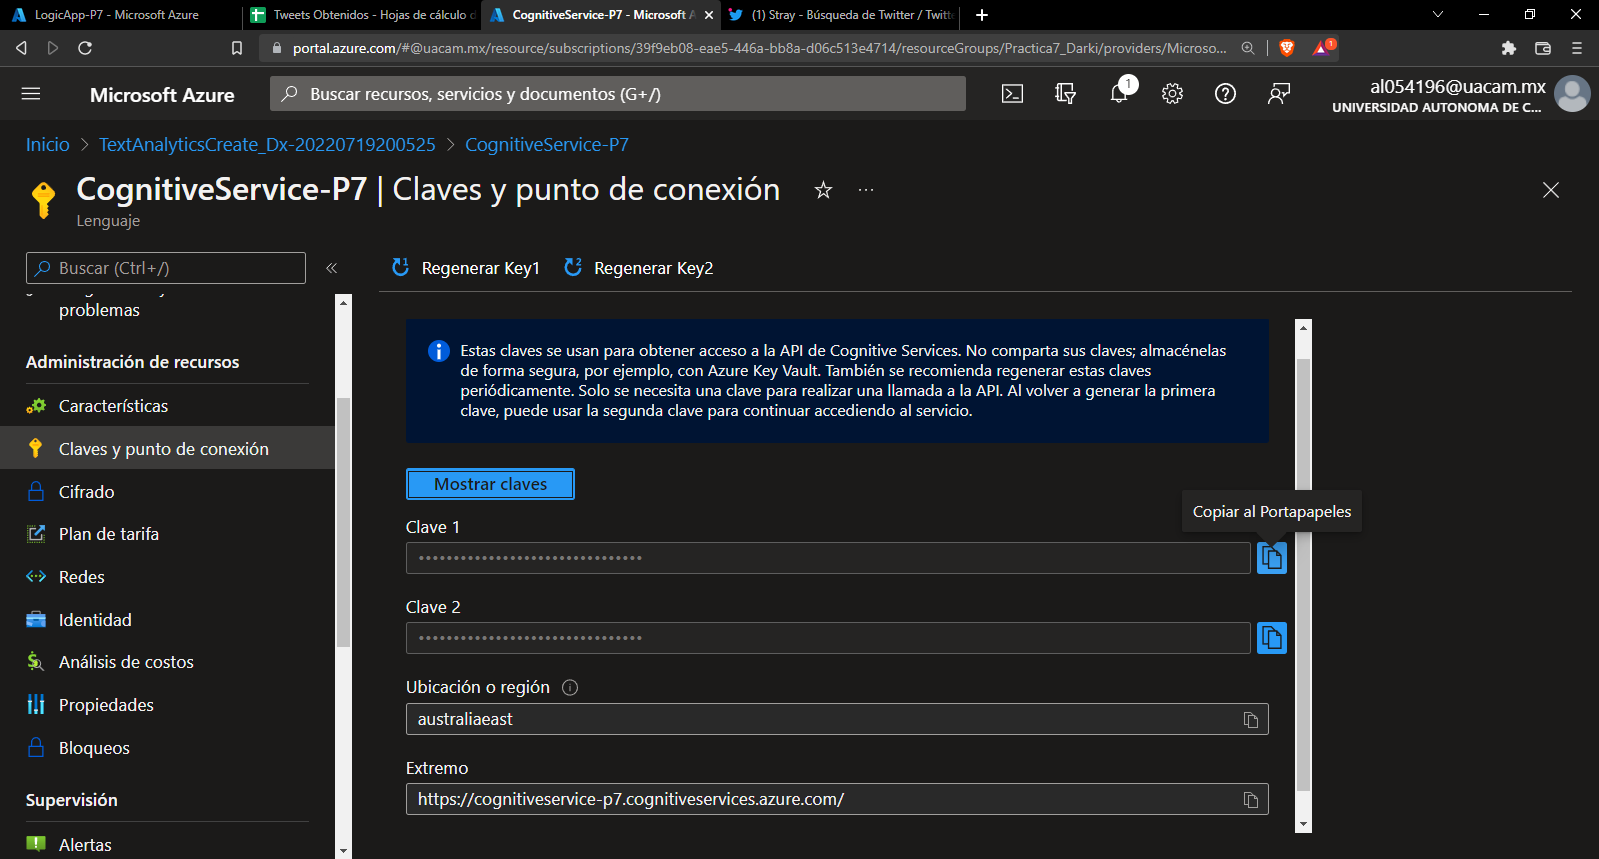 LogicApp-P7 - Microsoft Azure
Tweets Obtenidos - Hojas de cálculo d
CognitiveService-P7 - Microsoft A
(1) Stray - Búsqueda de Twitter / Twitte
portal.azure.com/#@uacam.mx/resource/subscriptions/39f9eb08-eae5-446a-bb8a-d06c513e4714/resourceGroups/Practica7_Darki/providers/Microso...
1
Microsoft Azure
Buscar recursos, servicios y documentos (G+/)
1
al054196@uacam.mx
UNIVERSIDAD AUTONOMA DE C...
Inicio > TextAnalyticsCreate_Dx-20220719200525 > CognitiveService-P7
CognitiveService-P7 | Claves y punto de conexión
Lenguaje
Buscar (Ctrl+/)
Regenerar Key1
Regenerar Key2
problemas
Administración de recursos
Características
Claves y punto de conexión
Cifrado
Plan de tarifa
Redes
Identidad
Análisis de costos
Propiedades
Bloqueos
Supervisión
Alertas
Estas claves se usan para obtener acceso a la API de Cognitive Services. No comparta sus claves; almacénelas
de forma segura, por ejemplo, con Azure Key Vault. También se recomienda regenerar estas claves
periódicamente. Solo se necesita una clave para realizar una llamada a la API. Al volver a generar la primera
clave, puede usar la segunda clave para continuar accediendo al servicio.
Mostrar claves
Copiar al Portapapeles
Clave 1
Clave 2
Ubicación o región
australiaeast
Extremo
https://cognitiveservice-p7.cognitiveservices.azure.com/